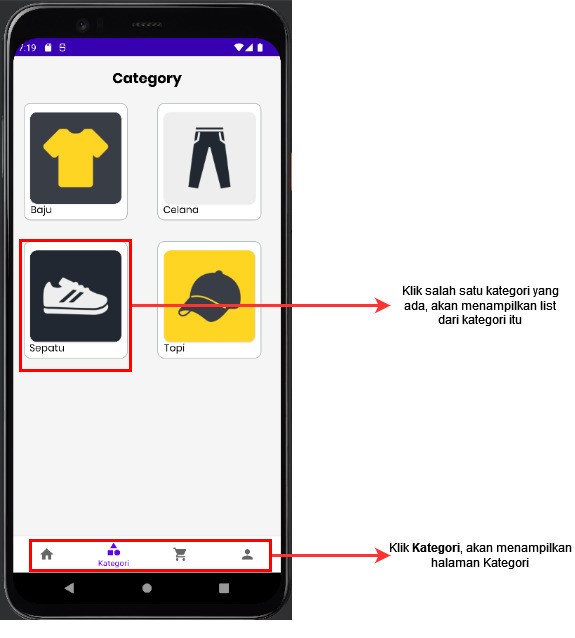 7:19
Category
Baju
Celana
Sepatu
Topi
Kategori
Klik salah satu kategori yang
ada, akan menampilkan list
dari kategori itu
Klik Kategori, akan menampilkan
halaman Kategori